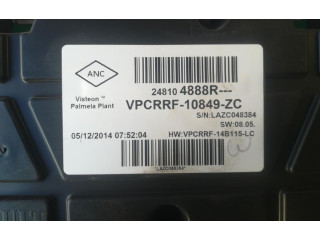 ANC
Visteon™
Palmela Plant
24810 4888R---
VPCRRF-10849-ZC
S/N:LAZC048384
SW:08.05.
05/12/2014 07:52:04
HW:VPCRRF-14B115-LC
*LAZC048384*